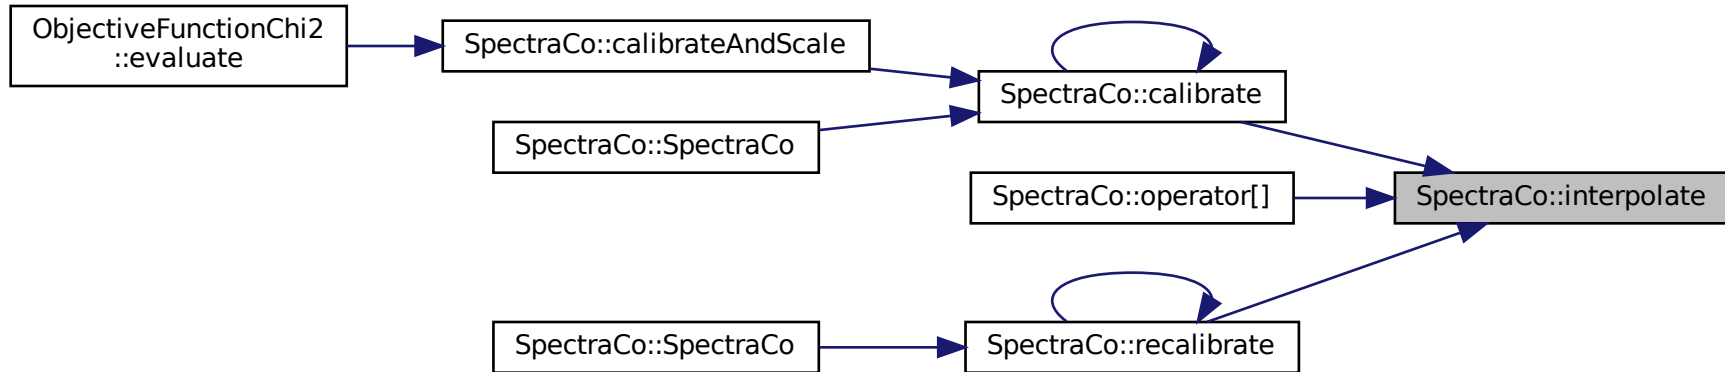 ObjectiveFunctionChi2
::evaluate
SpectraCo::calibrateAndScale
SpectraCo::calibrate
SpectraCo::SpectraCo
SpectraCo::operator[]
SpectraCo::interpolate
SpectraCo::SpectraCo
SpectraCo::recalibrate